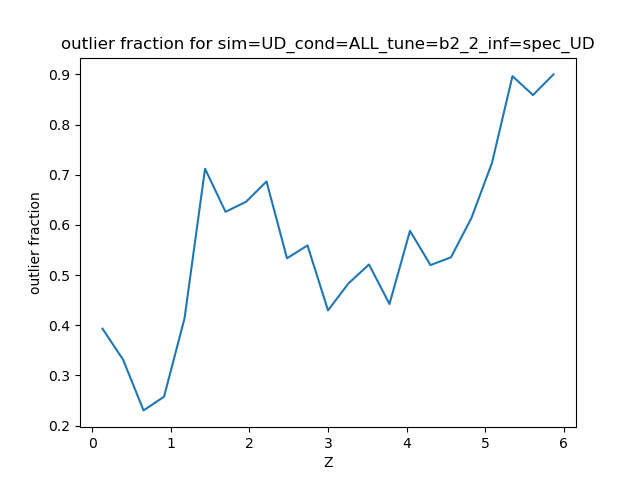 outlier fraction for sim=UD_cond=ALL_tune=b2_2_inf=spec_UD
0.9
0.8
0.7
0.6
0.5
0.4
0.3
0.2
outlier fraction
0 1 2 3 4 5 6
Z